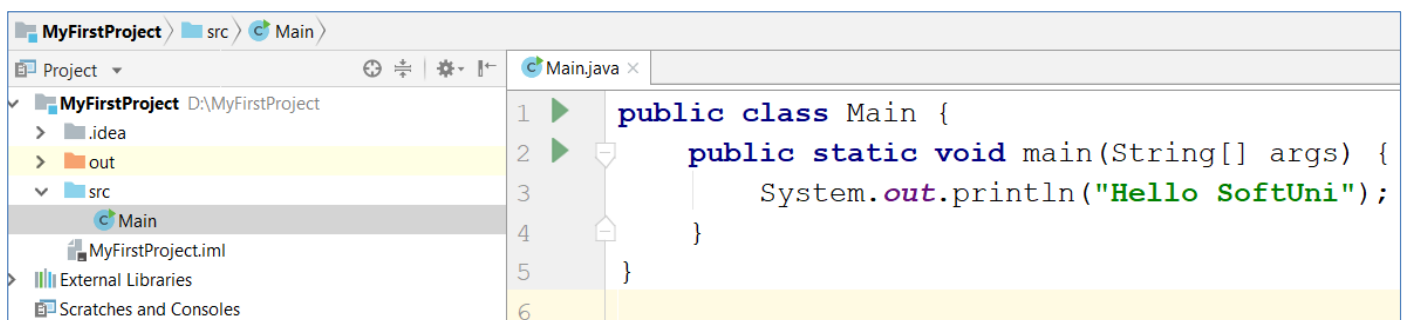 MyFirstProject src Main
Project
Main.java
MyFirstProject D:\MyFirstProject
.idea
out
src
Main
MyFirstProject.iml
External Libraries
Scratches and Consoles
1 public class Main {
2 public static void main(String[] args) {
3 System.out.println("Hello SoftUni");
4 }
5 }
6